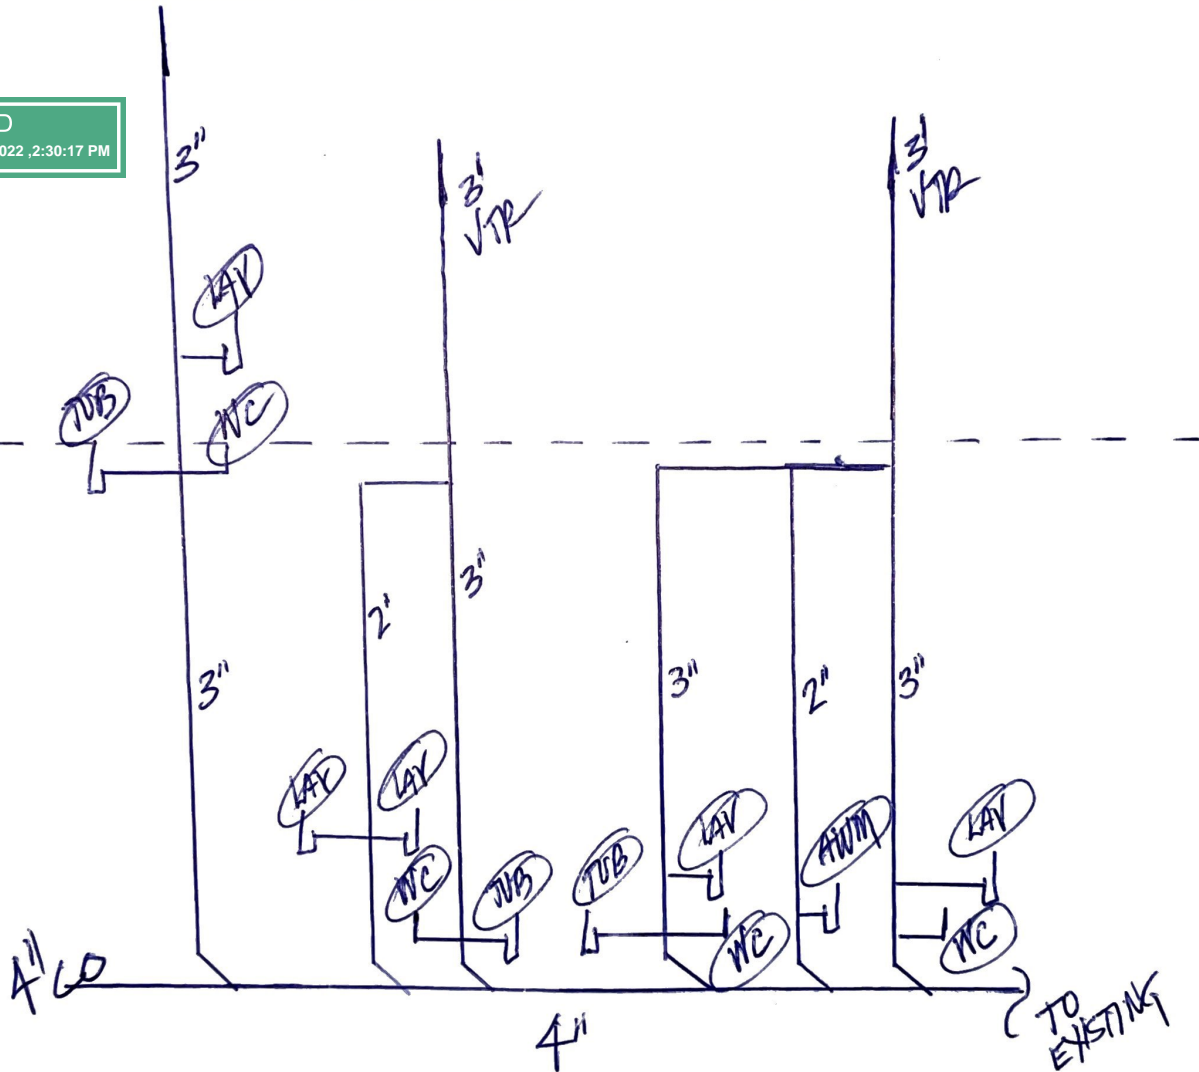 D
022 ,2:30:17 PM
3"
3'
VTR
3'
VTR
LAV
TUB
WC
3"
2'
3"
3"
2"
3"
LAV
LAV
WC
TUB
TUB
LAV
WC
AWM
LAV
WC
4" CO
4"
TO
EXISTING